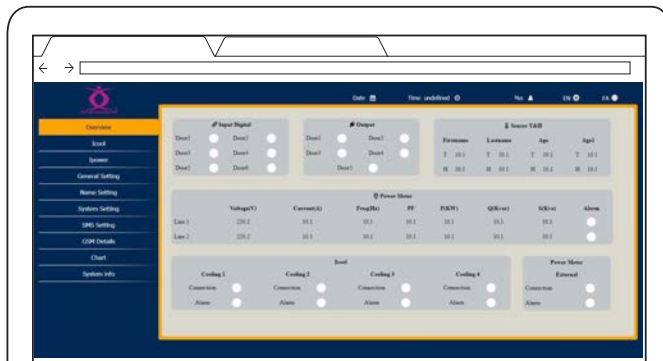 Date Time undefined EN FA
Overview
Icool
Ipower
General Setting
Name Setting
System Setting
SMS Setting
GSM Details
Chart
System info
Input Digital
Door1 Door2
Door3 Door4
Door5 Door6
Output
Door1 Door2
Door3 Door4
Door5
Sensor T&H
Firstname Lastname Age Age1
T 10.1 T 10.1 T 10.1 T 10.1
H 10.1 H 10.1 H 10.1 H 10.1
Power Meter
Voltage(V) Current(A) Freq(Hz) PF P(KW) Q(Kvar) S(Kva) Alarm
Line 1 220.2 10.1 10.1 10.1 10.1 10.1 10.1
Line 2 220.2 10.1 10.1 10.1 10.1 10.1 10.1
Icool
Cooling 1 Cooling 2 Cooling 3 Cooling 4
Connection Connection Connection Connection
Alarm Alarm Alarm Alarm
Power Meter
External
Connection
Alarm